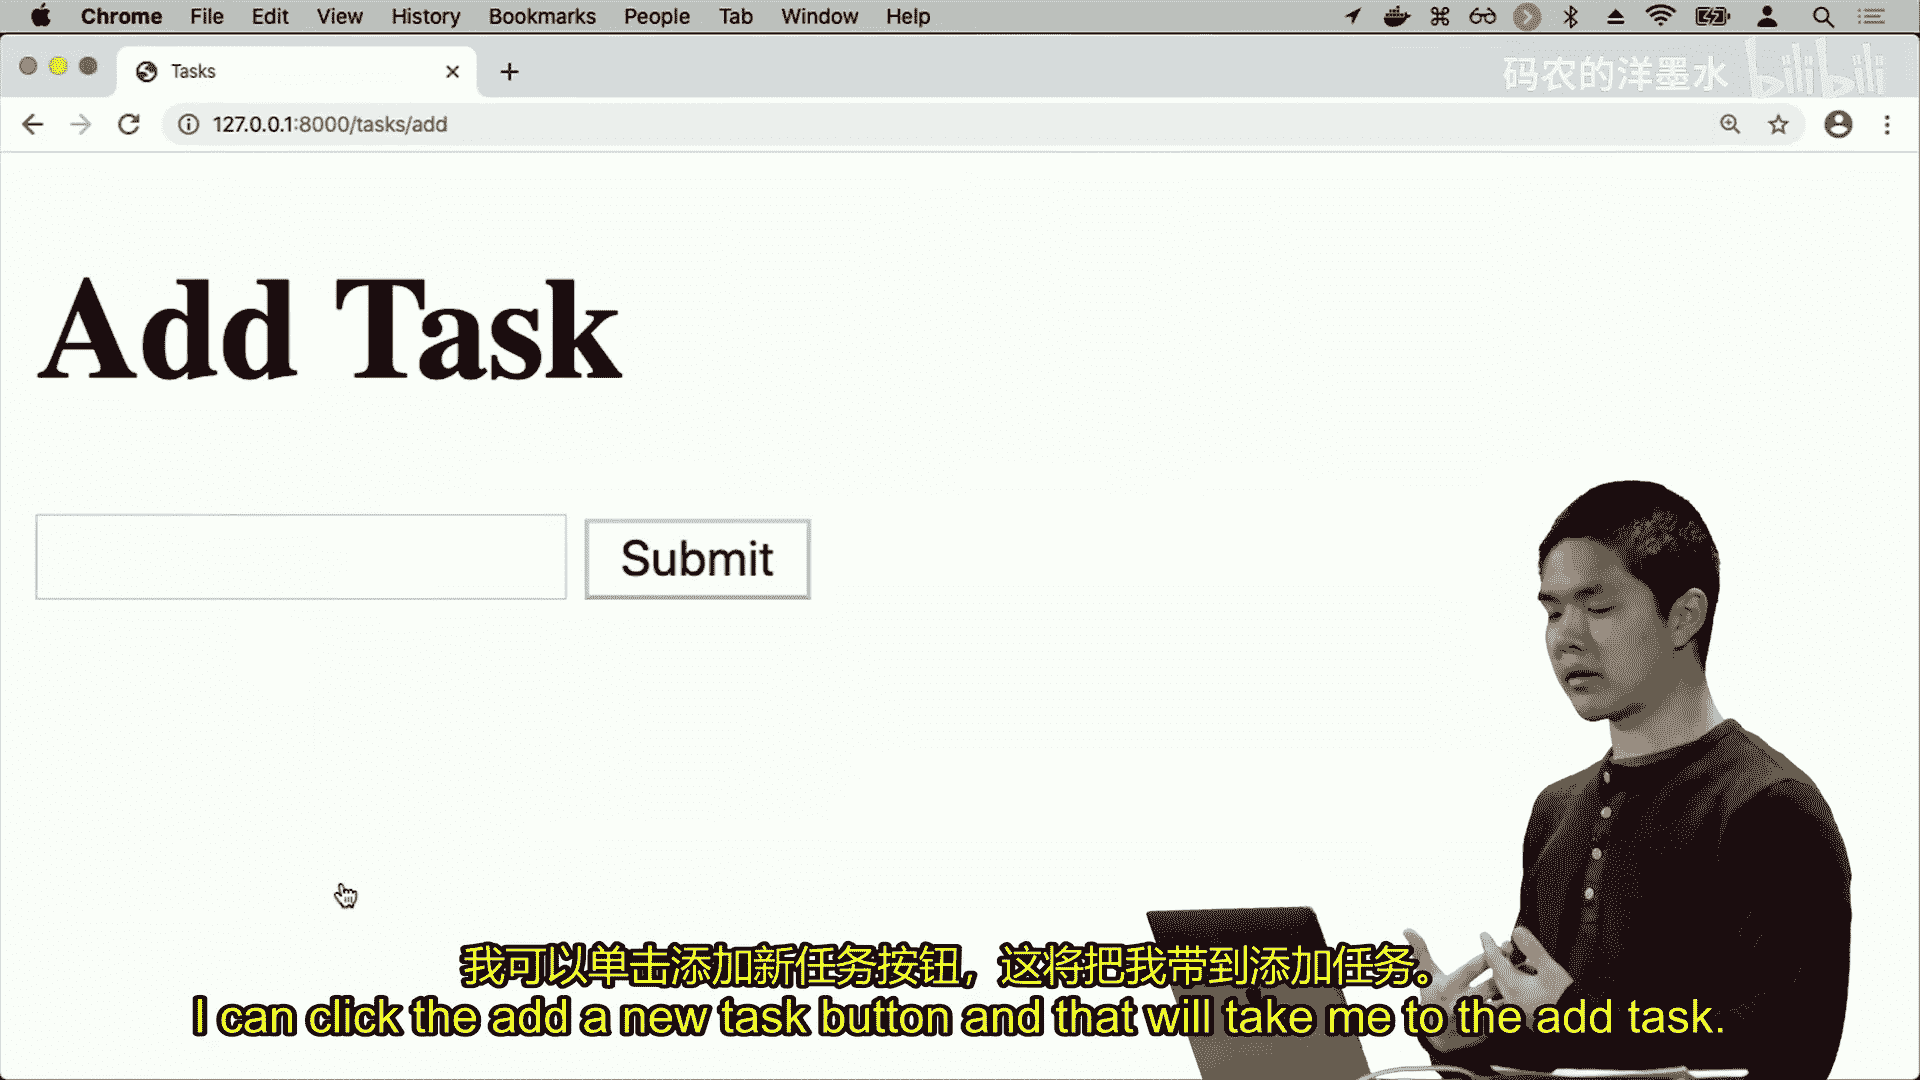 Chrome File Edit View History Bookmarks People Tab Window Help
Tasks
码农的洋墨水 bilibili
127.0.0.1:8000/tasks/add
Add Task
Submit
我可以单击添加新任务按钮，这将把我带到添加任务。
I can click the add a new task button and that will take me to the add task.